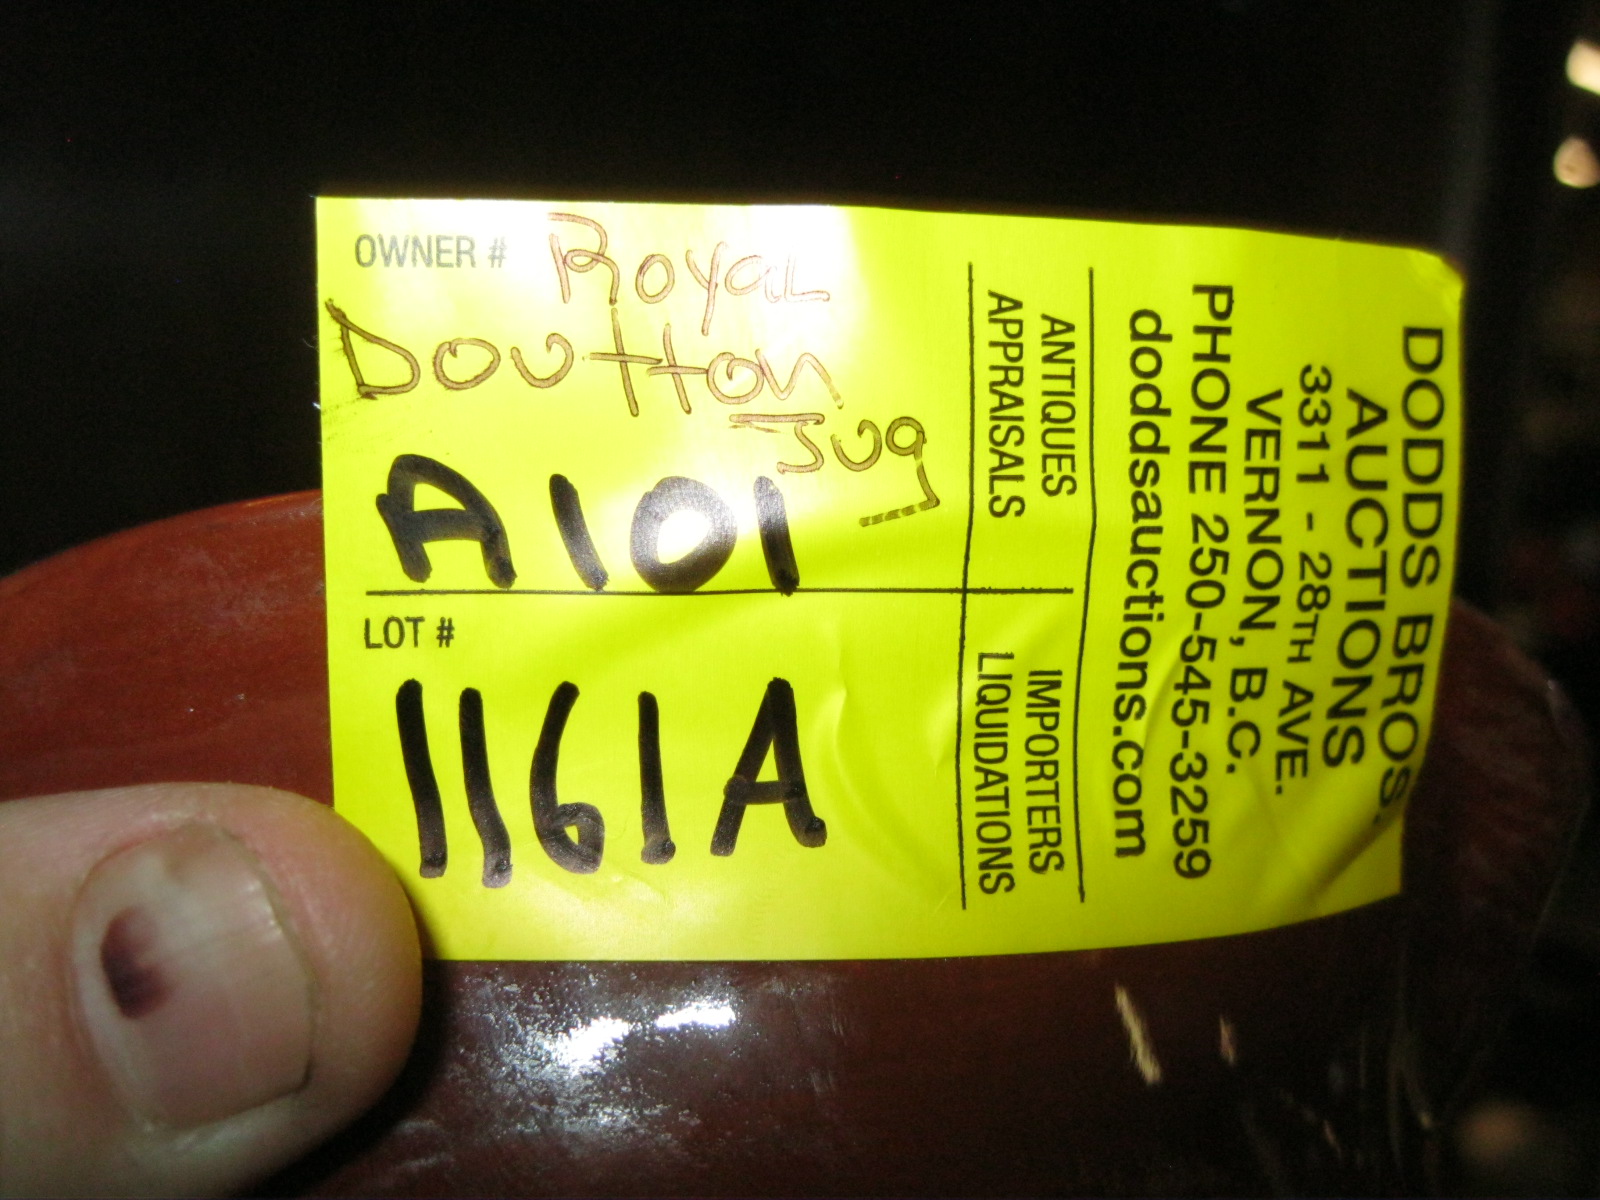 OWNER # Royal
Doutton
Jug
A101
LOT #
1161A
ANTIQUES
APPRAISALS
IMPORTERS
LIQUIDATIONS
DODDS BROS.
AUCTIONS
3311 - 28TH AVE.
VERNON, B.C.
PHONE 250-545-3259
doddsauctions.com